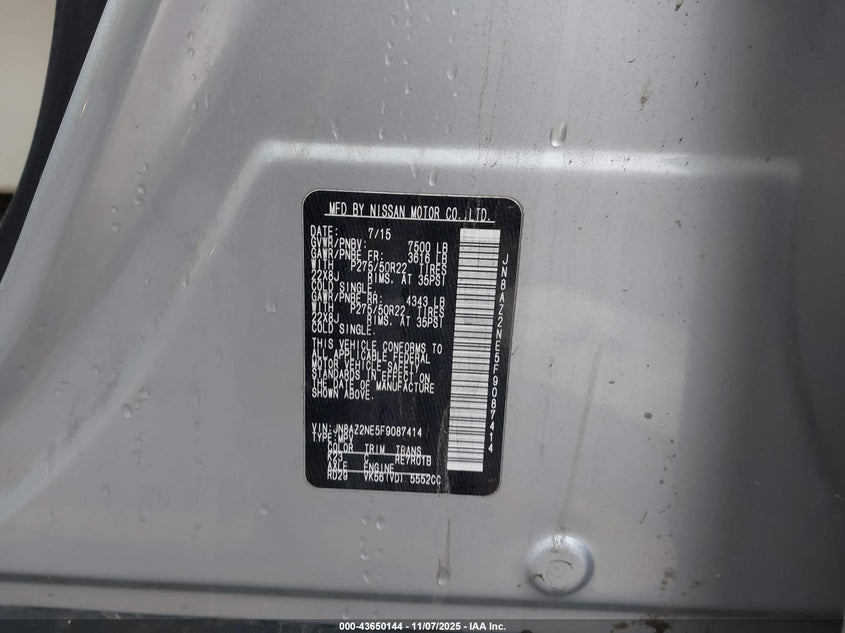 MFD BY NISSAN MOTOR CO.,LTD.
DATE: 7/15
GVWR/PNBV: 7500 LB
GAWR/PNBE FR: 3616 LB
WITH P275/50R22 TIRES
22X8J RIMS. AT 35PSI
COLD SINGLE
GAWR/PNBE RR: 4343 LB
WITH P275/50R22 TIRES
22X8J RIMS. AT 35PSI
COLD SINGLE
THIS VEHICLE CONFORMS TO
ALL APPLICABLE FEDERAL
MOTOR VEHICLE SAFETY
STANDARDS IN EFFECT ON
THE DATE OF MANUFACTURE
SHOWN ABOVE.
VIN:JN8AZ2NE5F9087414
TYPE:MPV
COLOR TRIM TRANS
K23 C RE7R01B
AXLE ENGINE
RD29 VK56(VD) 5552CC
JN8AZ2NE5F9087414
000-43650144 - 11/07/2025 - IAA Inc.